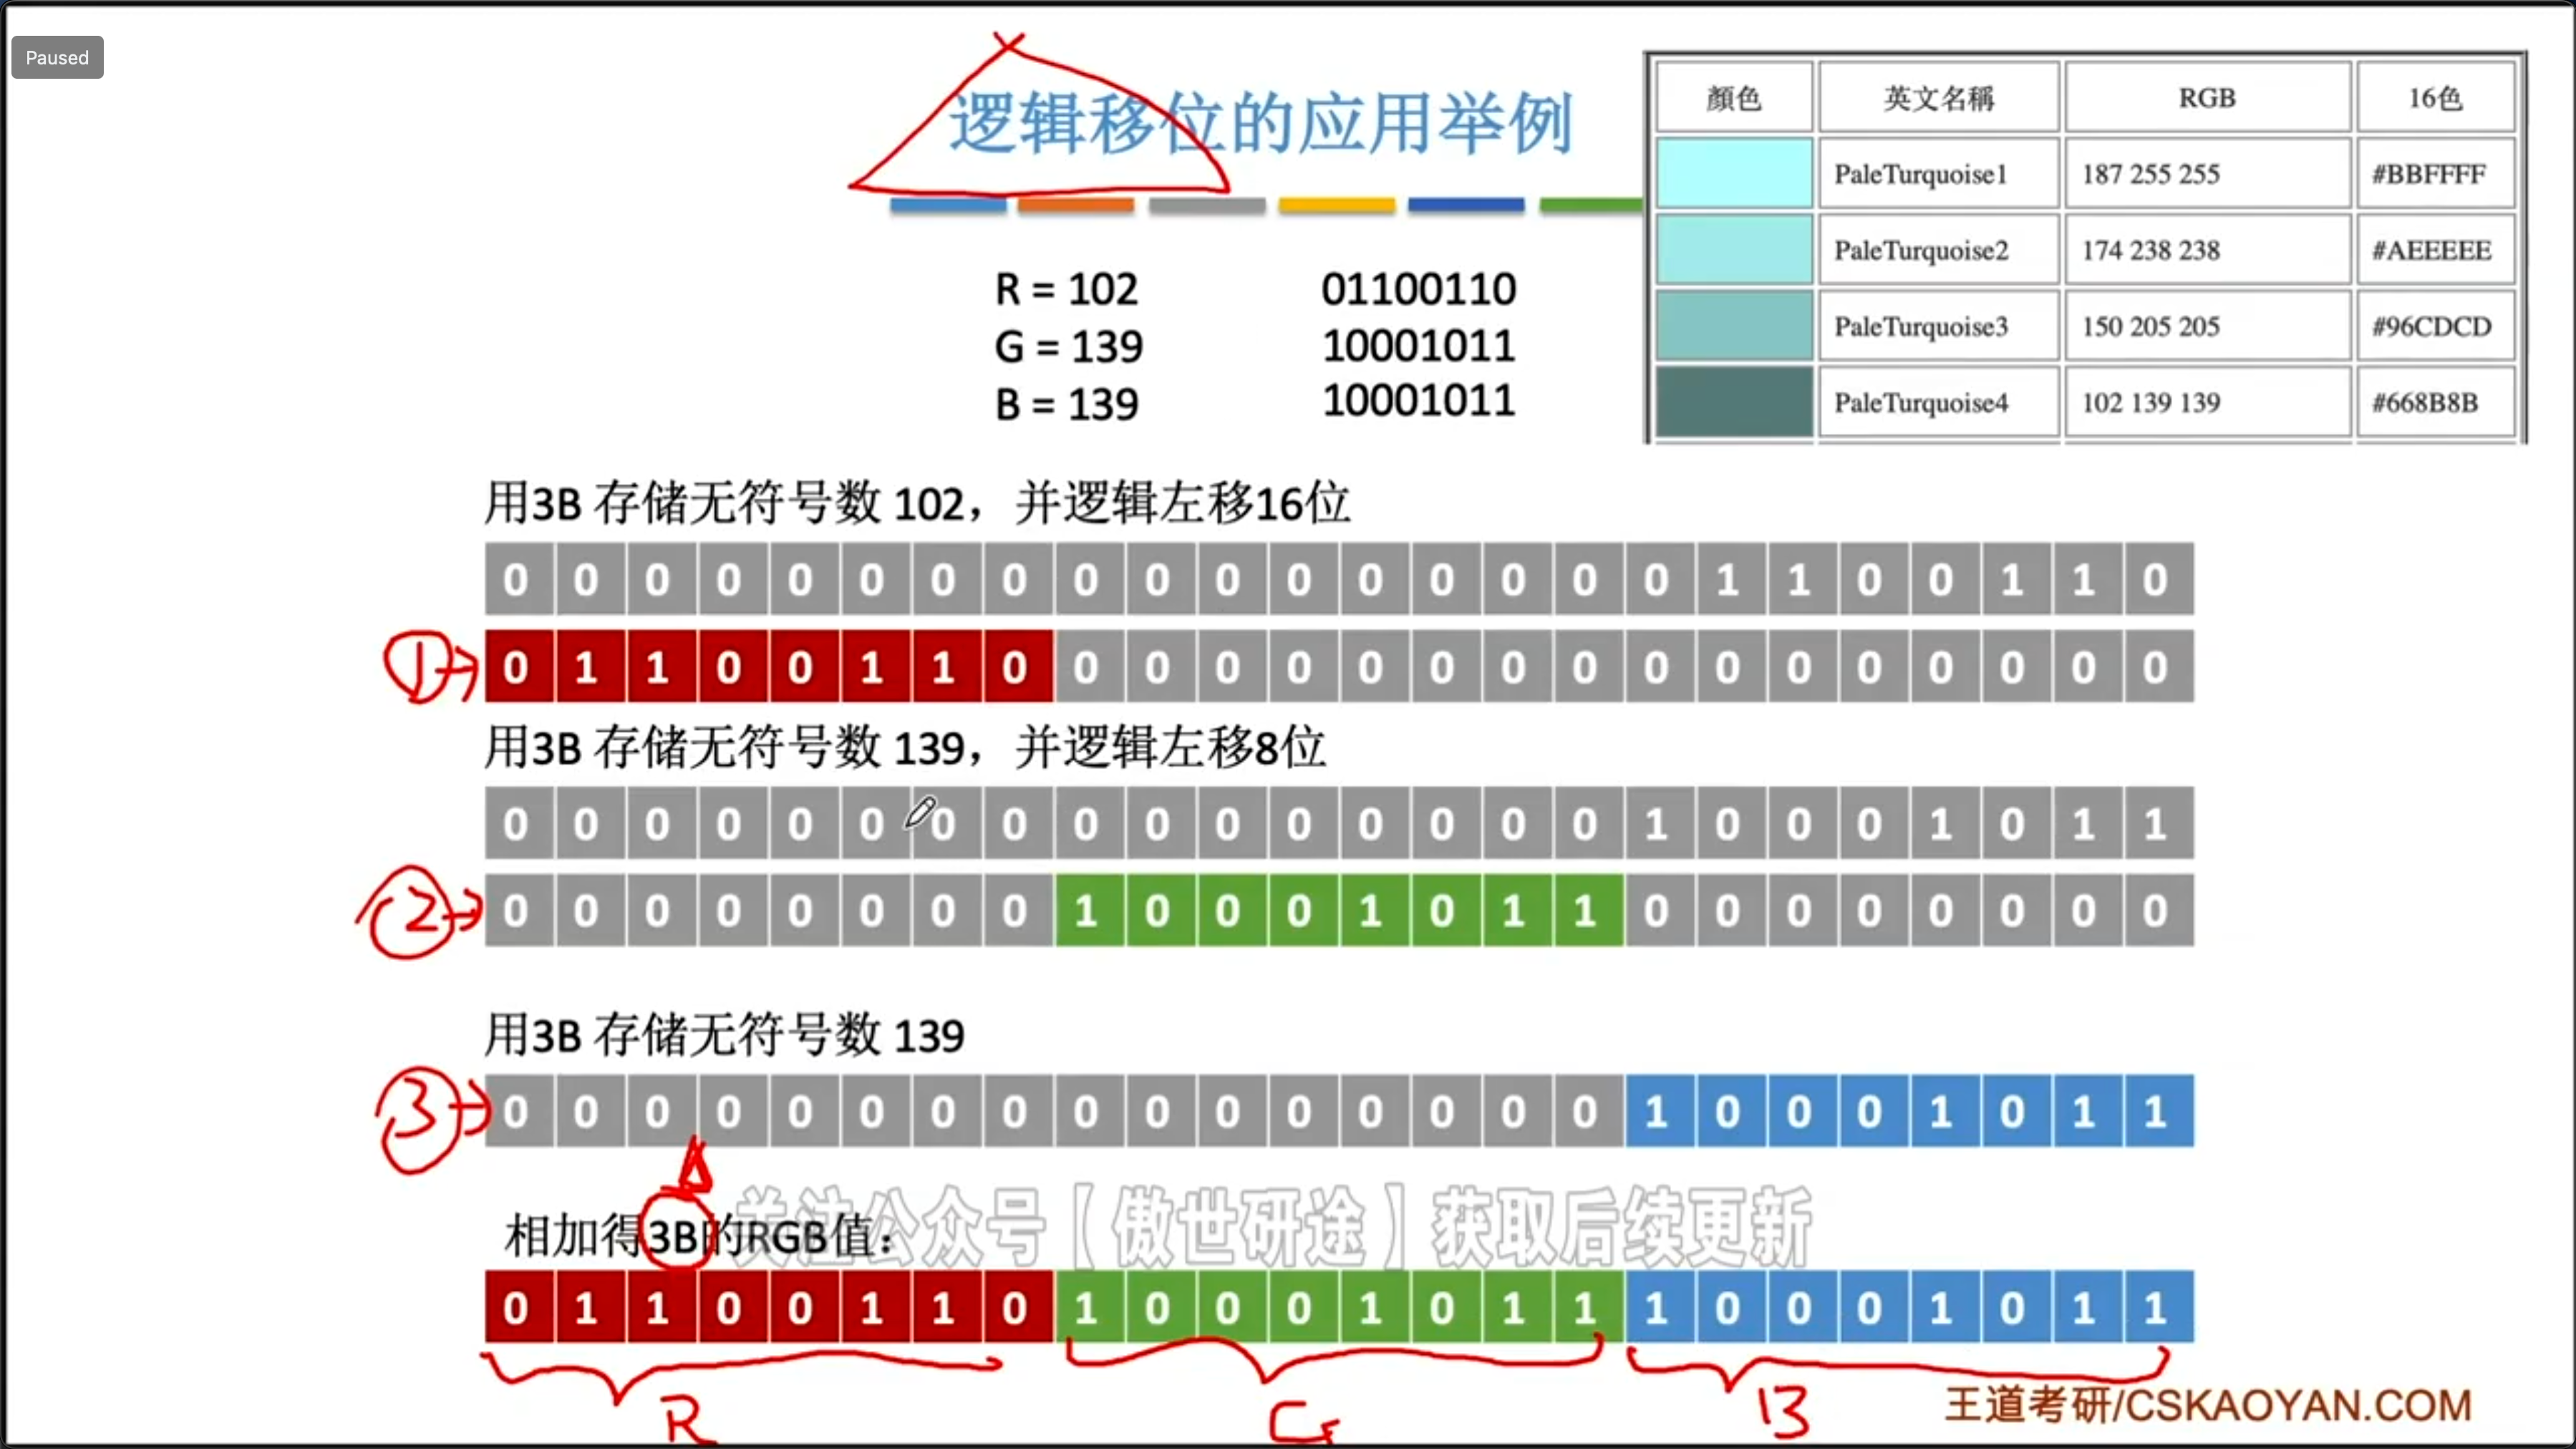 Paused
逻辑移位的应用举例
顏色 英文名稱 RGB 16色
PaleTurquoise1 187 255 255 #BBFFFF
PaleTurquoise2 174 238 238 #AEEEEE
PaleTurquoise3 150 205 205 #96CDCD
PaleTurquoise4 102 139 139 #668B8B
R = 102 01100110
G = 139 10001011
B = 139 10001011
用3B 存储无符号数 102，并逻辑左移16位
0 0 0 0 0 0 0 0 0 0 0 0 0 0 0 0 0 1 1 0 0 1 1 0
① 0 1 1 0 0 1 1 0 0 0 0 0 0 0 0 0 0 0 0 0 0 0 0 0
用3B 存储无符号数 139，并逻辑左移8位
0 0 0 0 0 0 0 0 0 0 0 0 0 0 0 0 1 0 0 0 1 0 1 1
② 0 0 0 0 0 0 0 0 1 0 0 0 1 0 1 1 0 0 0 0 0 0 0 0
用3B 存储无符号数 139
③ 0 0 0 0 0 0 0 0 0 0 0 0 0 0 0 0 1 0 0 0 1 0 1 1
关注公众号【傲世研途】获取后续更新
相加得3B的RGB值：
0 1 1 0 0 1 1 0 1 0 0 0 1 0 1 1 1 0 0 0 1 0 1 1
R G B
王道考研/CSKAOYAN.COM